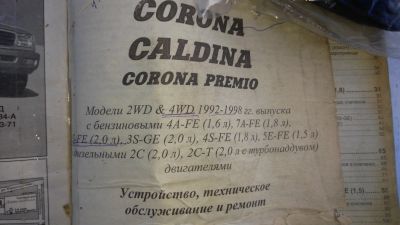 CORONA
CALDINA
CORONA PREMIO
Модели 2WD & 4WD 1992-1998 гг. выпуска
с бензиновыми 4A-FE (1,6 л), 7A-FE (1,8 л),
-FE (2,0 л), 3S-GE (2,0 л), 4S-FE (1,8 л), 5E-FE (1,5 л)
дизельными 2C (2,0 л), 2C-T (2,0 л с турбонаддувом)
двигателями
Устройство, техническое
обслуживание и ремонт